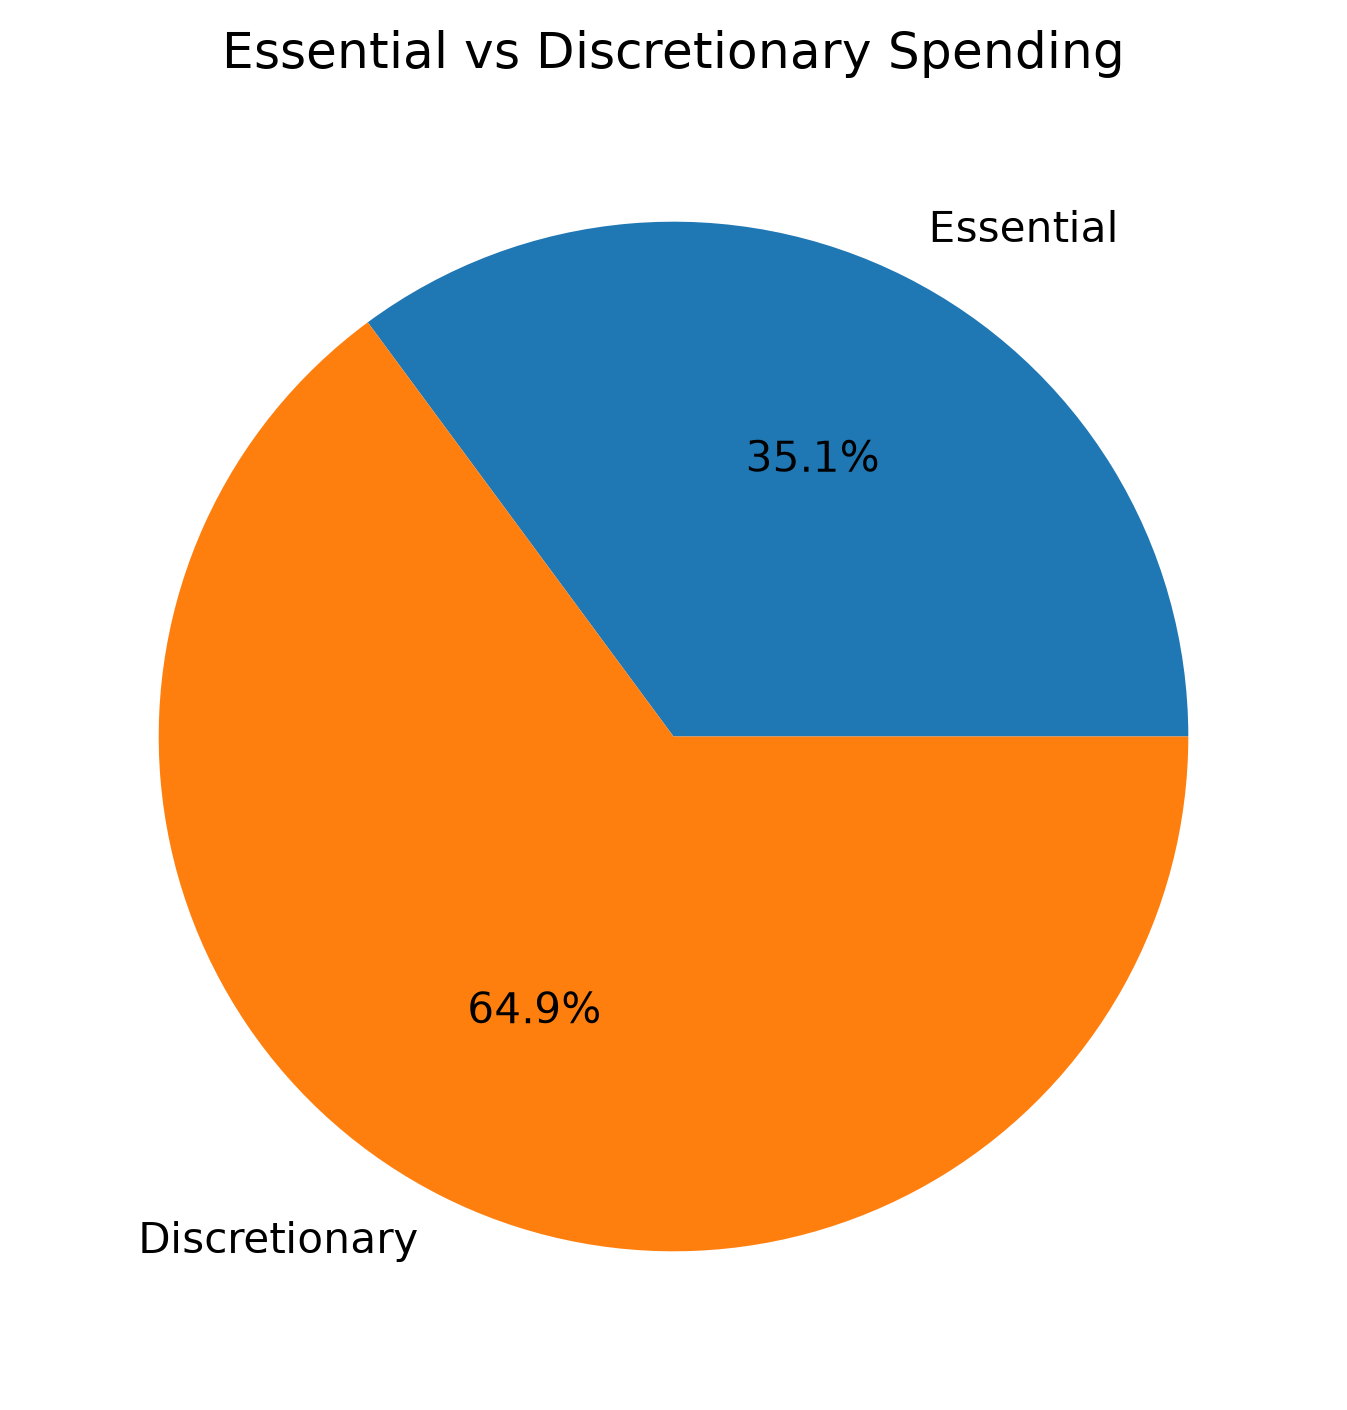 Essential vs Discretionary Spending
Essential
35.1%
64.9%
Discretionary